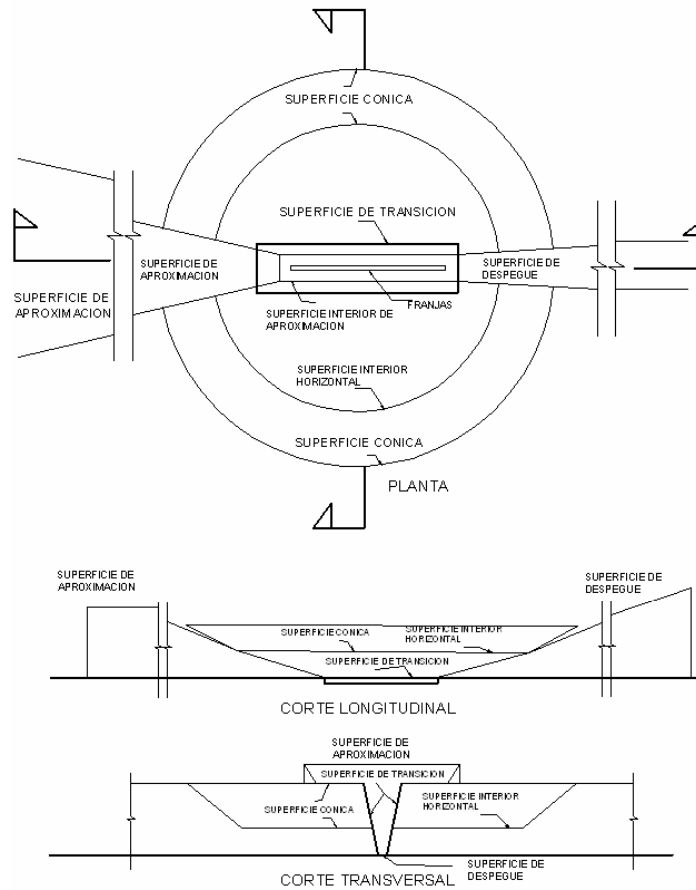 SUPERFICIE CONICA
SUPERFICIE DE TRANSICION
SUPERFICIE DE
APROXIMACION
SUPERFICIE DE
DESPEGUE
SUPERFICIE DE
APROXIMACION
FRANJAS
SUPERFICIE INTERIOR DE
APROXIMACION
SUPERFICIE INTERIOR
HORIZONTAL
SUPERFICIE CONICA
PLANTA
SUPERFICIE DE
APROXIMACION
SUPERFICIE DE
DESPEGUE
SUPERFICIE CONICA
SUPERFICIE INTERIOR
HORIZONTAL
SUPERFICIE DE TRANSICION
CORTE LONGITUDINAL
SUPERFICIE DE
APROXIMACION
SUPERFICIE DE TRANSICION
SUPERFICIE CONICA
SUPERFICIE INTERIOR
HORIZONTAL
SUPERFICIE DE
DESPEGUE
CORTE TRANSVERSAL